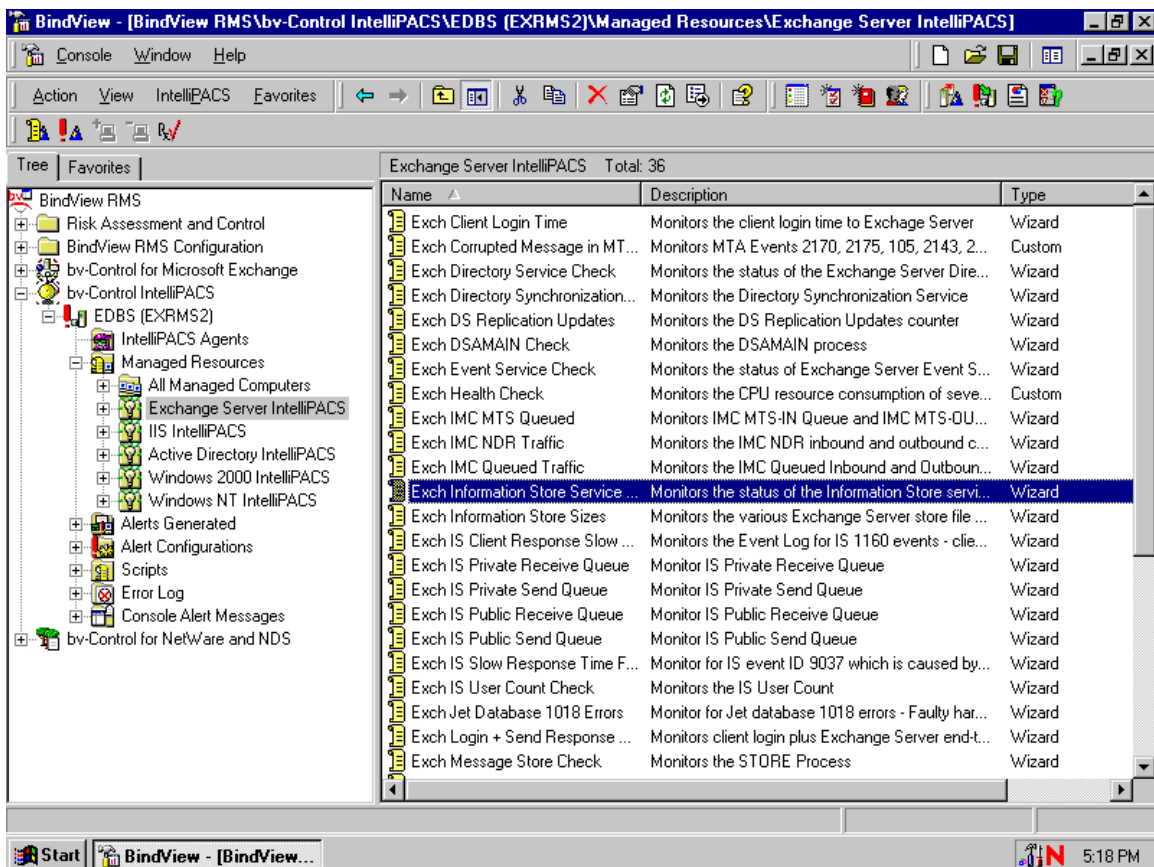 BindView - [BindView RMS\bv-Control IntelliPACS\EDBS (EXRMS2)\Managed Resources\Exchange Server IntelliPACS]
Console Window Help
Action View IntelliPACS Favorites
Tree Favorites
Exchange Server IntelliPACS Total: 36
BindView RMS
Risk Assessment and Control
BindView RMS Configuration
bv-Control for Microsoft Exchange
bv-Control IntelliPACS
EDBS (EXRMS2)
IntelliPACS Agents
Managed Resources
All Managed Computers
Exchange Server IntelliPACS
IIS IntelliPACS
Active Directory IntelliPACS
Windows 2000 IntelliPACS
Windows NT IntelliPACS
Alerts Generated
Alert Configurations
Scripts
Error Log
Console Alert Messages
bv-Control for NetWare and NDS
Name Description Type
Exch Client Login Time Monitors the client login time to Exchage Server Wizard
Exch Corrupted Message in MT... Monitors MTA Events 2170, 2175, 105, 2143, 2... Custom
Exch Directory Service Check Monitors the status of the Exchange Server Dire... Wizard
Exch Directory Synchronization... Monitors the Directory Synchronization Service Wizard
Exch DS Replication Updates Monitors the DS Replication Updates counter Wizard
Exch DSAMAIN Check Monitors the DSAMAIN process Wizard
Exch Event Service Check Monitors the status of Exchange Server Event S... Wizard
Exch Health Check Monitors the CPU resource consumption of seve... Custom
Exch IMC MTS Queued Monitors IMC MTS-IN Queue and IMC MTS-OU... Wizard
Exch IMC NDR Traffic Monitors the IMC NDR inbound and outbound c... Wizard
Exch IMC Queued Traffic Monitors the IMC Queued Inbound and Outboun... Wizard
Exch Information Store Service ... Monitors the status of the Information Store servi... Wizard
Exch Information Store Sizes Monitors the various Exchange Server store file ... Wizard
Exch IS Client Response Slow ... Monitors the Event Log for IS 1160 events - clie... Wizard
Exch IS Private Receive Queue Monitor IS Private Receive Queue Wizard
Exch IS Private Send Queue Monitor IS Private Send Queue Wizard
Exch IS Public Receive Queue Monitor IS Public Receive Queue Wizard
Exch IS Public Send Queue Monitor IS Public Send Queue Wizard
Exch IS Slow Response Time F... Monitor for IS event ID 9037 which is caused by... Wizard
Exch IS User Count Check Monitors the IS User Count Wizard
Exch Jet Database 1018 Errors Monitor for Jet database 1018 errors - Faulty har... Wizard
Exch Login + Send Response ... Monitors client login plus Exchange Server end-t... Wizard
Exch Message Store Check Monitors the STORE Process Wizard
Start BindView - [BindView... N 5:18 PM